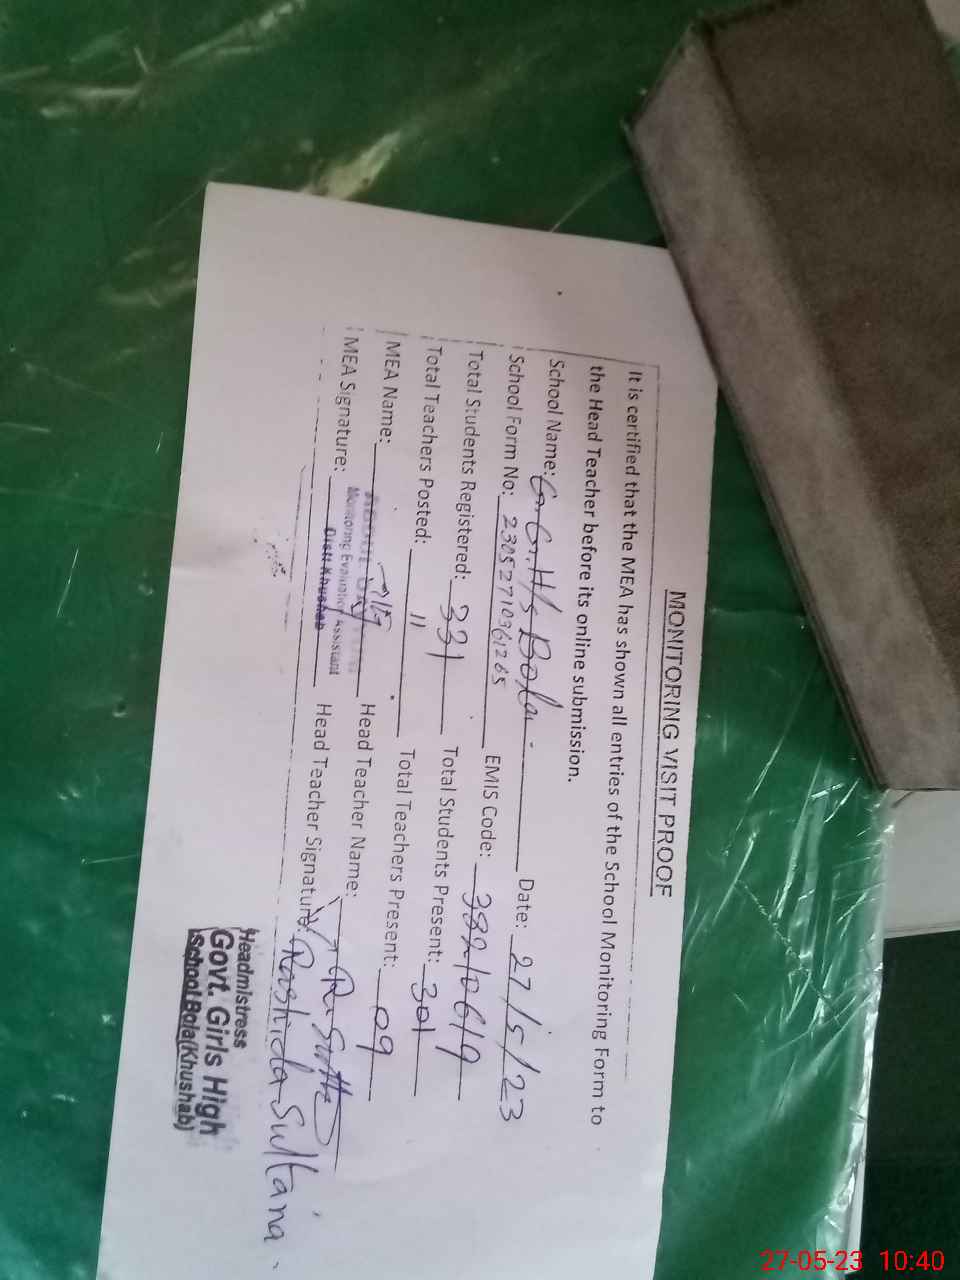 MONITORING VISIT PROOF
It is certified that the MEA has shown all entries of the School Monitoring Form to
the Head Teacher before its online submission.
School Name: G.G.H/s Bola. Date: 27/5/23
School Form No: 23052710361265 EMIS Code: 38210619
Total Students Registered: 331 Total Students Present: 301
Total Teachers Posted: 11 Total Teachers Present: 09
MEA Name: Head Teacher Name:
Monitoring Evaluation Assistant
Distt Khushab
MEA Signature: Head Teacher Signature: Rashida Sultana.
Headmistress
Govt. Girls High
School Bola(Khushab)
27-05-23 10:40